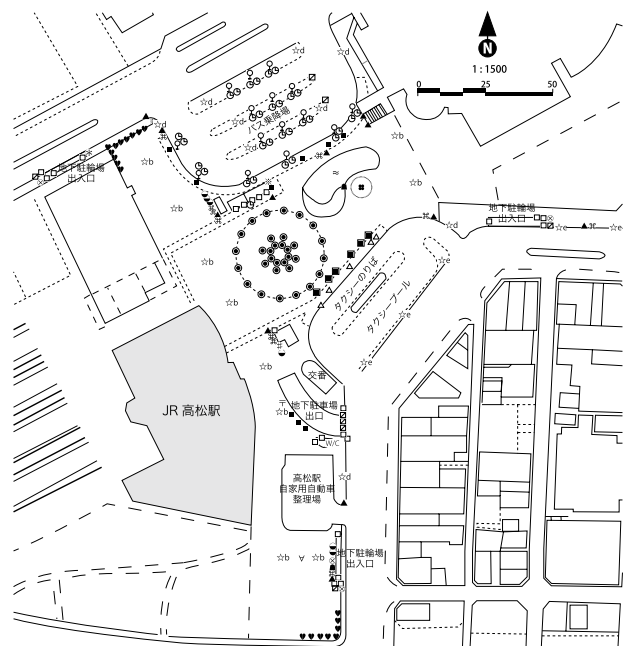 N
1 : 1500
0 25 50
☆d
☆d
☆d
☆d
☆d
☆d
バス乗降場
地下駐輪場
出入口
☆b
☆b
☆b
☆b
≈
地下駐輪場
出入口
☆d
☆e
☆e
☆b
☆b
タクシーのりば
タクシープール
☆e
☆e
☆e
☆b
交番
JR 高松駅
〒
地下駐車場
出口
☆b
W/C
高松駅
自家用自動車
整理場
☆d
☆b ∀ ☆b
地下駐輪場
出入口